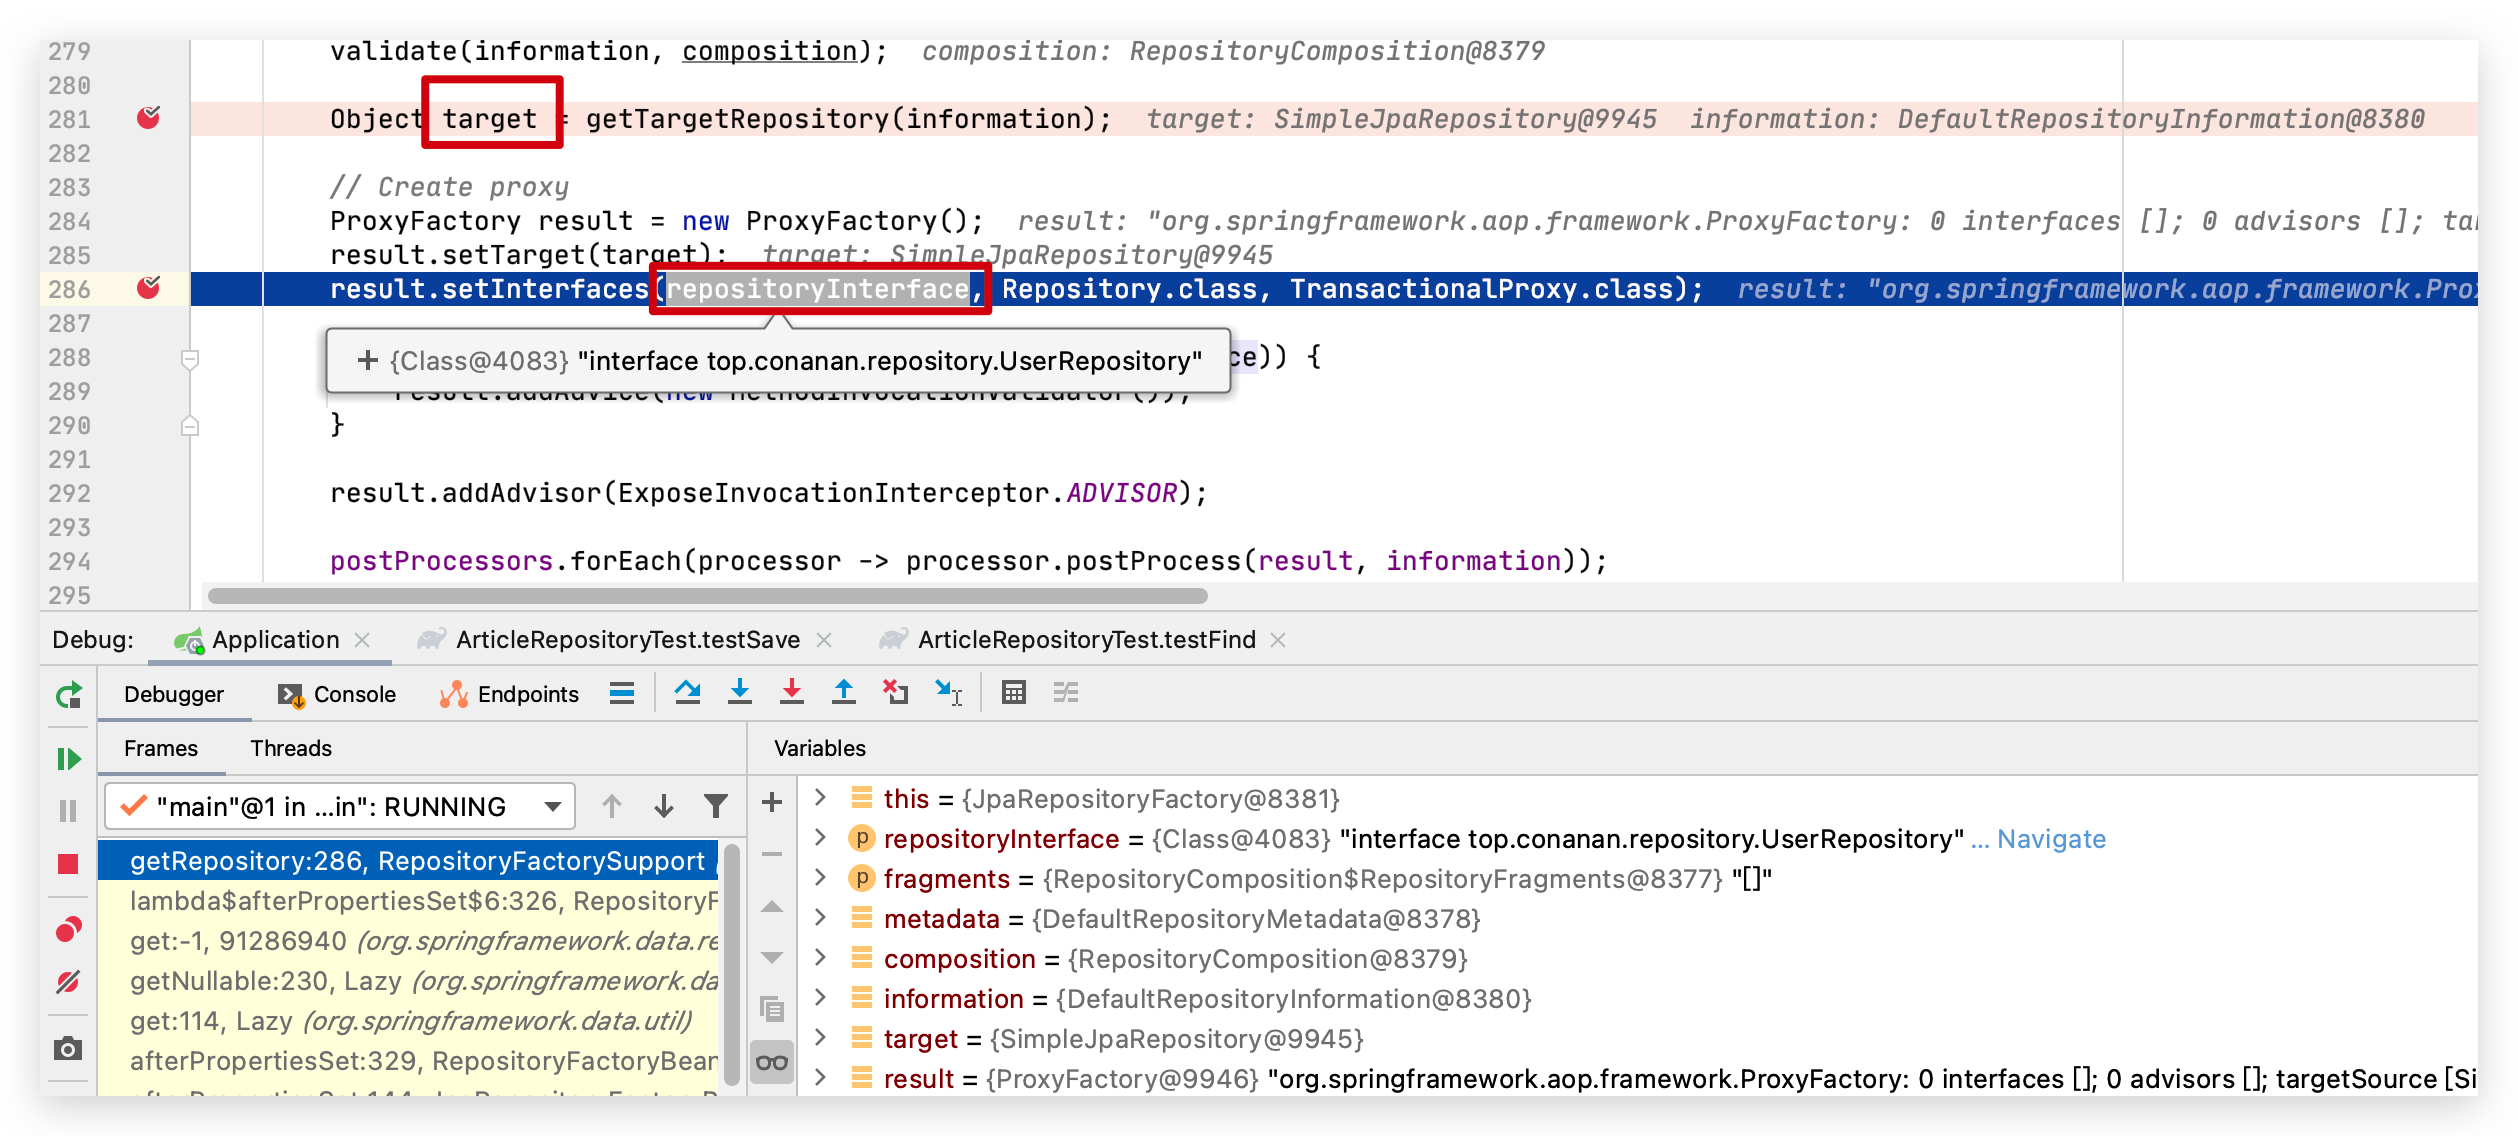 279 validate(information, composition); composition: RepositoryComposition@8379
280
281 Object target = getTargetRepository(information); target: SimpleJpaRepository@9945 information: DefaultRepositoryInformation@8380
282
283 // Create proxy
284 ProxyFactory result = new ProxyFactory(); result: "org.springframework.aop.framework.ProxyFactory: 0 interfaces []; 0 advisors []; ta
285 result.setTarget(target); target: SimpleJpaRepository@9945
286 result.setInterfaces(repositoryInterface, Repository.class, TransactionalProxy.class); result: "org.springframework.aop.framework.Pro
287
{Class@4083} "interface top.conanan.repository.UserRepository"
288 ce)) {
289 result.addAdvice(new MethodInvocationValidator());
290 }
291
292 result.addAdvisor(ExposeInvocationInterceptor.ADVISOR);
293
294 postProcessors.forEach(processor -> processor.postProcess(result, information));
295
Debug: Application ArticleRepositoryTest.testSave ArticleRepositoryTest.testFind
Debugger Console Endpoints
Frames Threads Variables
"main"@1 in ...in": RUNNING
getRepository:286, RepositoryFactorySupport
lambda$afterPropertiesSet$6:326, RepositoryF
get:-1, 91286940 (org.springframework.data.re
getNullable:230, Lazy (org.springframework.da
get:114, Lazy (org.springframework.data.util)
afterPropertiesSet:329, RepositoryFactoryBean
this = {JpaRepositoryFactory@8381}
p repositoryInterface = {Class@4083} "interface top.conanan.repository.UserRepository" ... Navigate
p fragments = {RepositoryComposition$RepositoryFragments@8377} "[]"
metadata = {DefaultRepositoryMetadata@8378}
composition = {RepositoryComposition@8379}
information = {DefaultRepositoryInformation@8380}
target = {SimpleJpaRepository@9945}
result = {ProxyFactory@9946} "org.springframework.aop.framework.ProxyFactory: 0 interfaces []; 0 advisors []; targetSource [Si